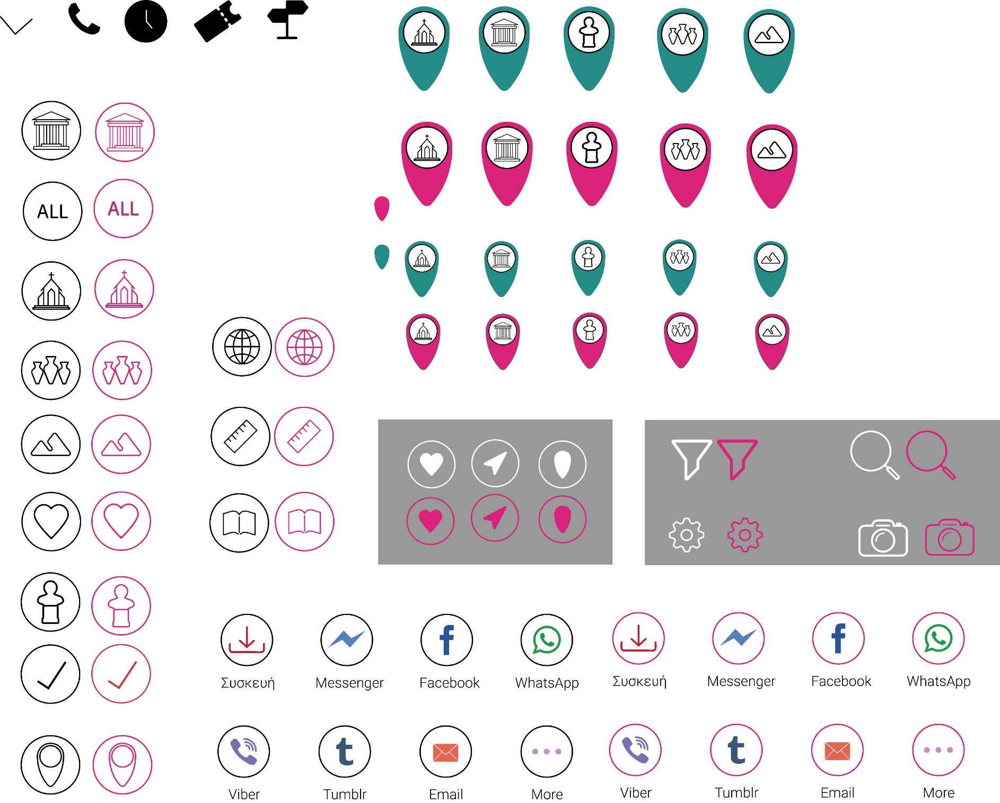 ALL ALL
Συσκευή Messenger Facebook WhatsApp Συσκευή Messenger Facebook WhatsApp
Viber Tumblr Email More Viber Tumblr Email More